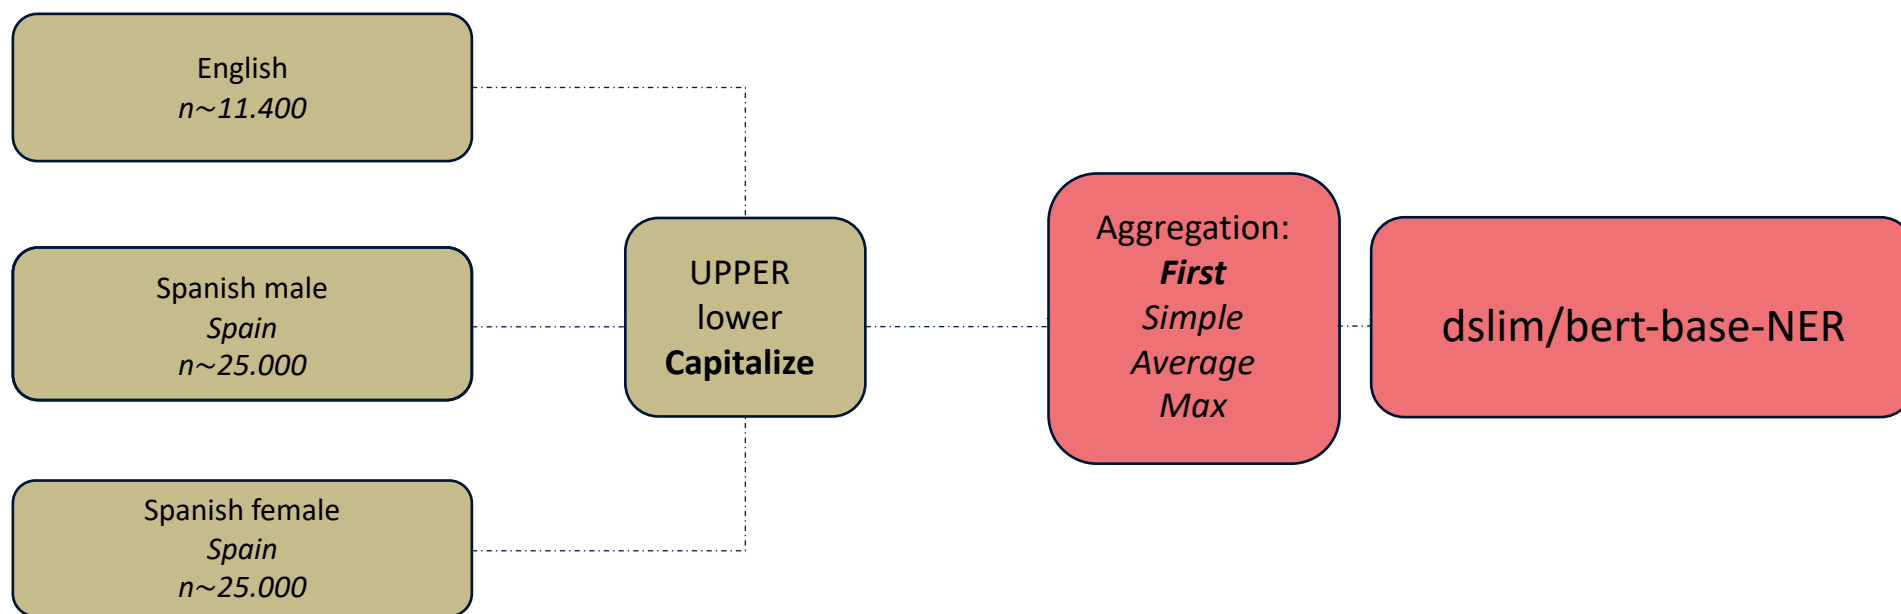 English
n~11.400
Spanish male
Spain
n~25.000
Spanish female
Spain
n~25.000
UPPER
lower
Capitalize
Aggregation:
First
Simple
Average
Max
dslim/bert-base-NER